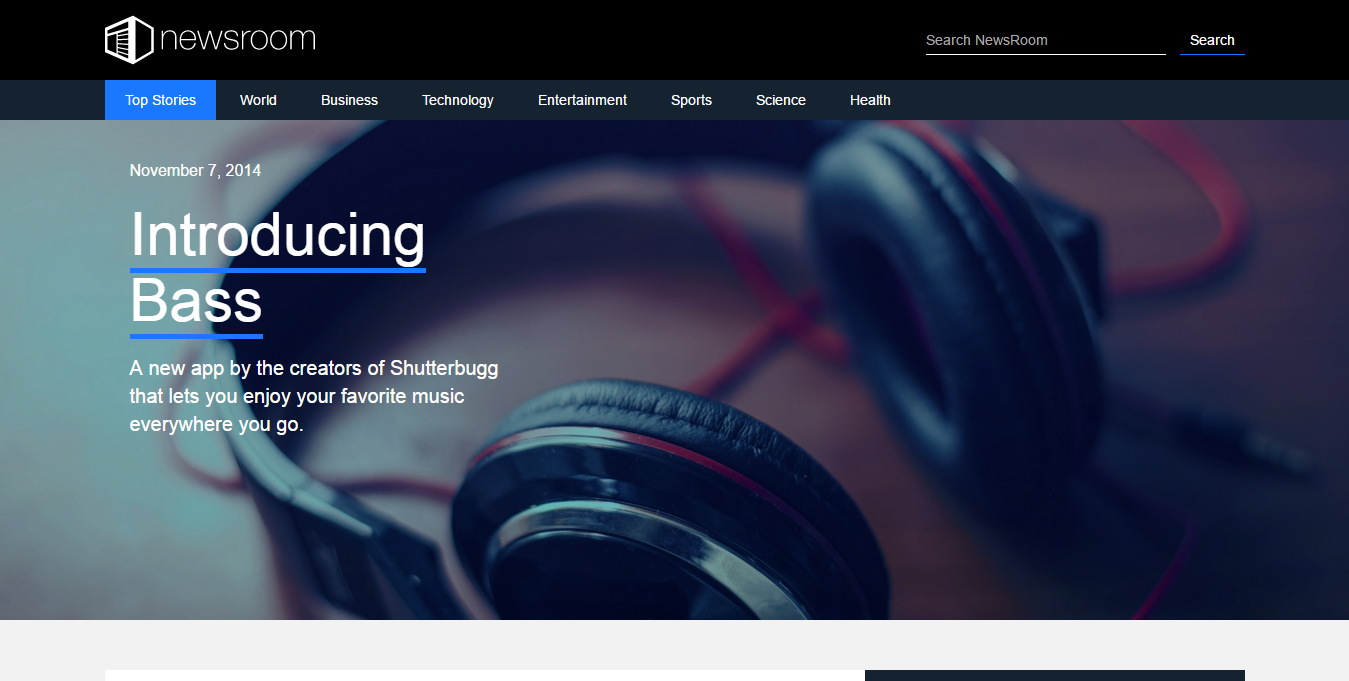 newsroom
Search NewsRoom
Search
Top Stories
World
Business
Technology
Entertainment
Sports
Science
Health
November 7, 2014
Introducing
Bass
A new app by the creators of Shutterbugg
that lets you enjoy your favorite music
everywhere you go.